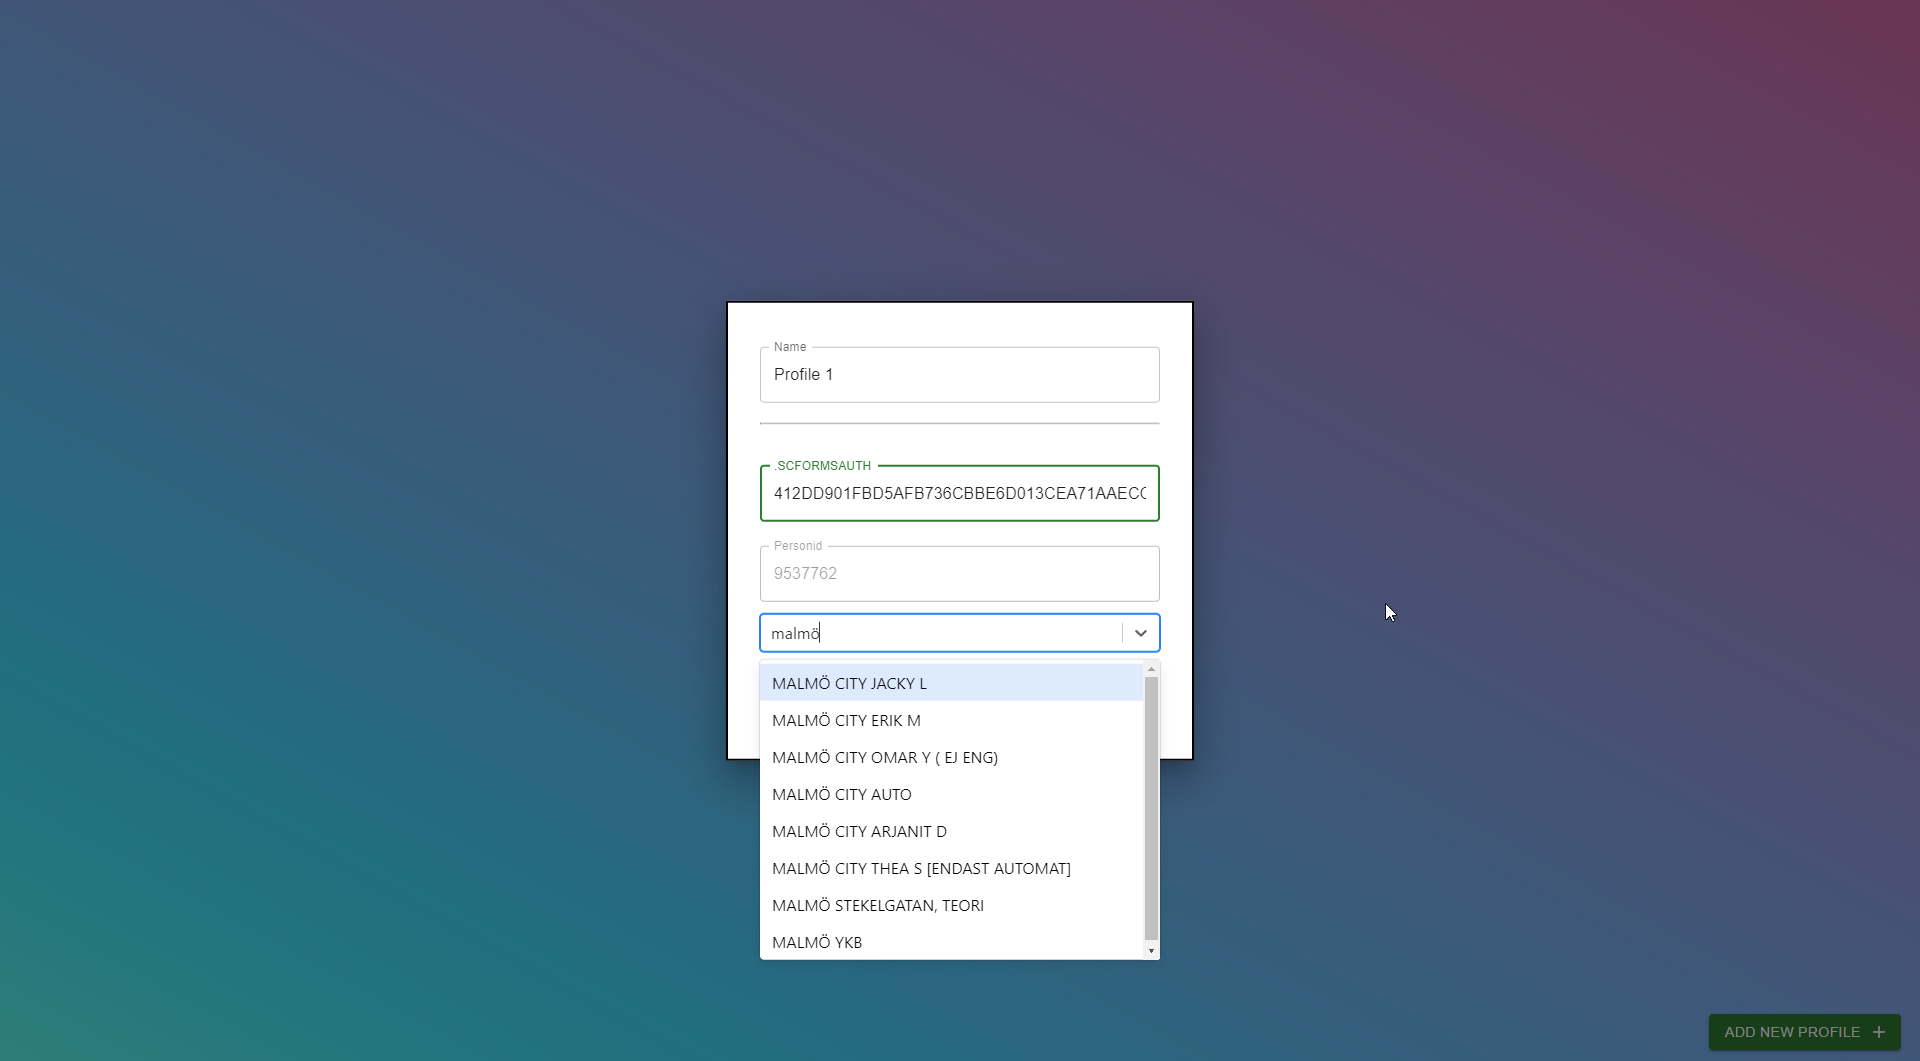 Name
Profile 1
.SCFORMSAUTH
412DD901FBD5AFB736CBBE6D013CEA71AAEC
Personid
9537762
malmö
MALMÖ CITY JACKY L
MALMÖ CITY ERIK M
MALMÖ CITY OMAR Y ( EJ ENG)
MALMÖ CITY AUTO
MALMÖ CITY ARJANIT D
MALMÖ CITY THEA S [ENDAST AUTOMAT]
MALMÖ STEKELGATAN, TEORI
MALMÖ YKB
ADD NEW PROFILE +